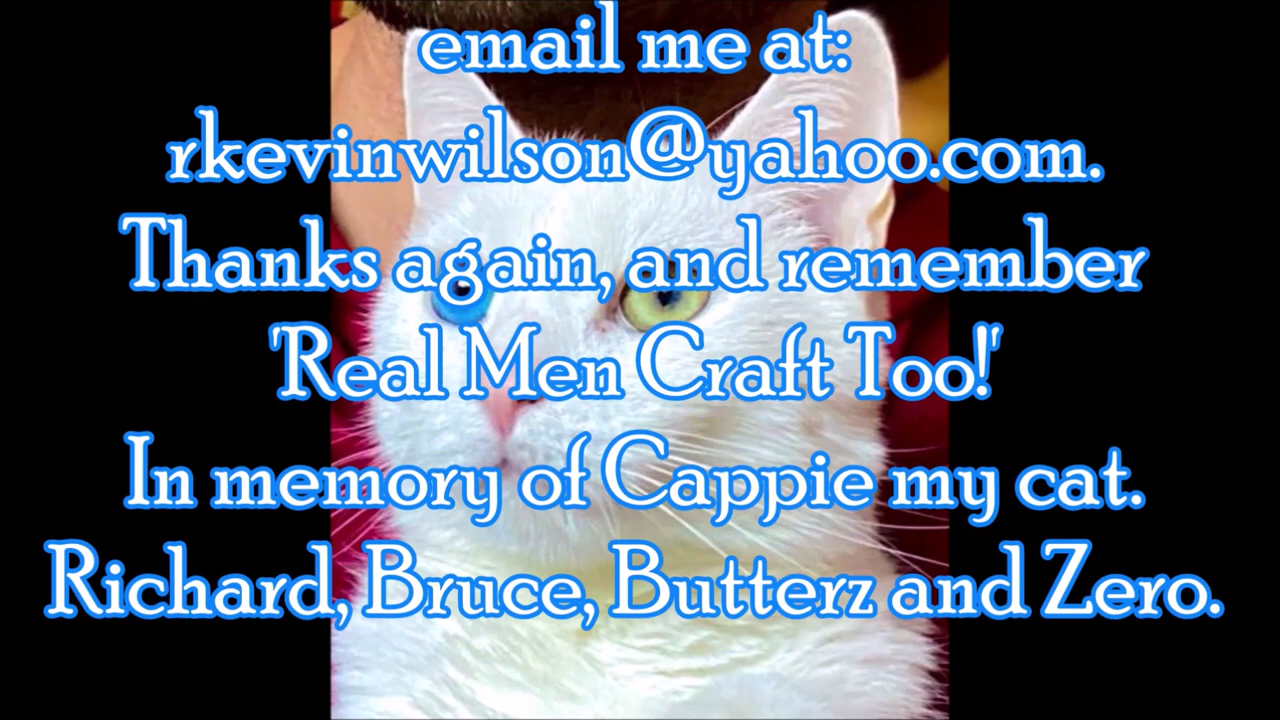 email me at:
rkevinwilson@yahoo.com.
Thanks again, and remember
'Real Men Craft Too!'
In memory of Cappie my cat.
Richard, Bruce, Butterz and Zero.